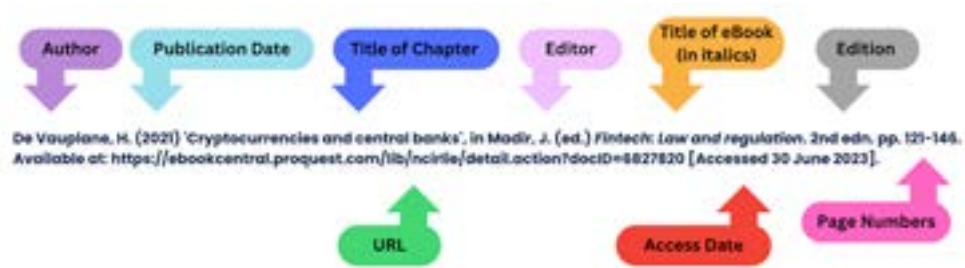 Author
Publication Date
Title of Chapter
Editor
Title of eBook
(in italics)
Edition
De Vauplane, H. (2021) 'Cryptocurrencies and central banks', in Madir, J. (ed.) Fintech: Law and regulation. 2nd edn. pp. 121-146.
Available at: https://ebookcentral.proquest.com/lib/ncirlie/detail.action?docID=6827820 [Accessed 30 June 2023].
URL
Access Date
Page Numbers